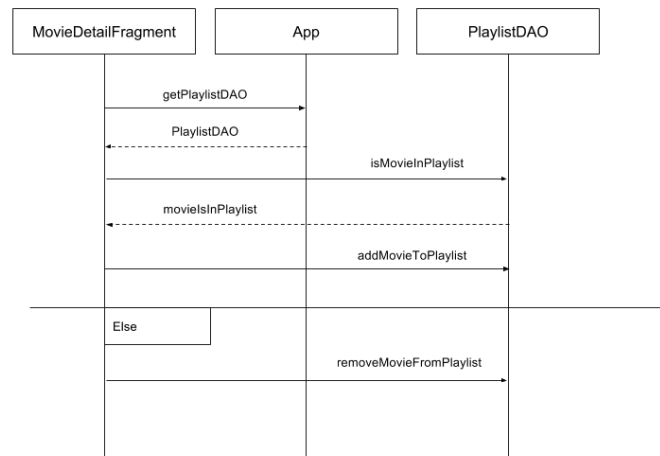 MovieDetailFragment
App
PlaylistDAO
getPlaylistDAO
PlaylistDAO
isMovieInPlaylist
movieIsInPlaylist
addMovieToPlaylist
Else
removeMovieFromPlaylist